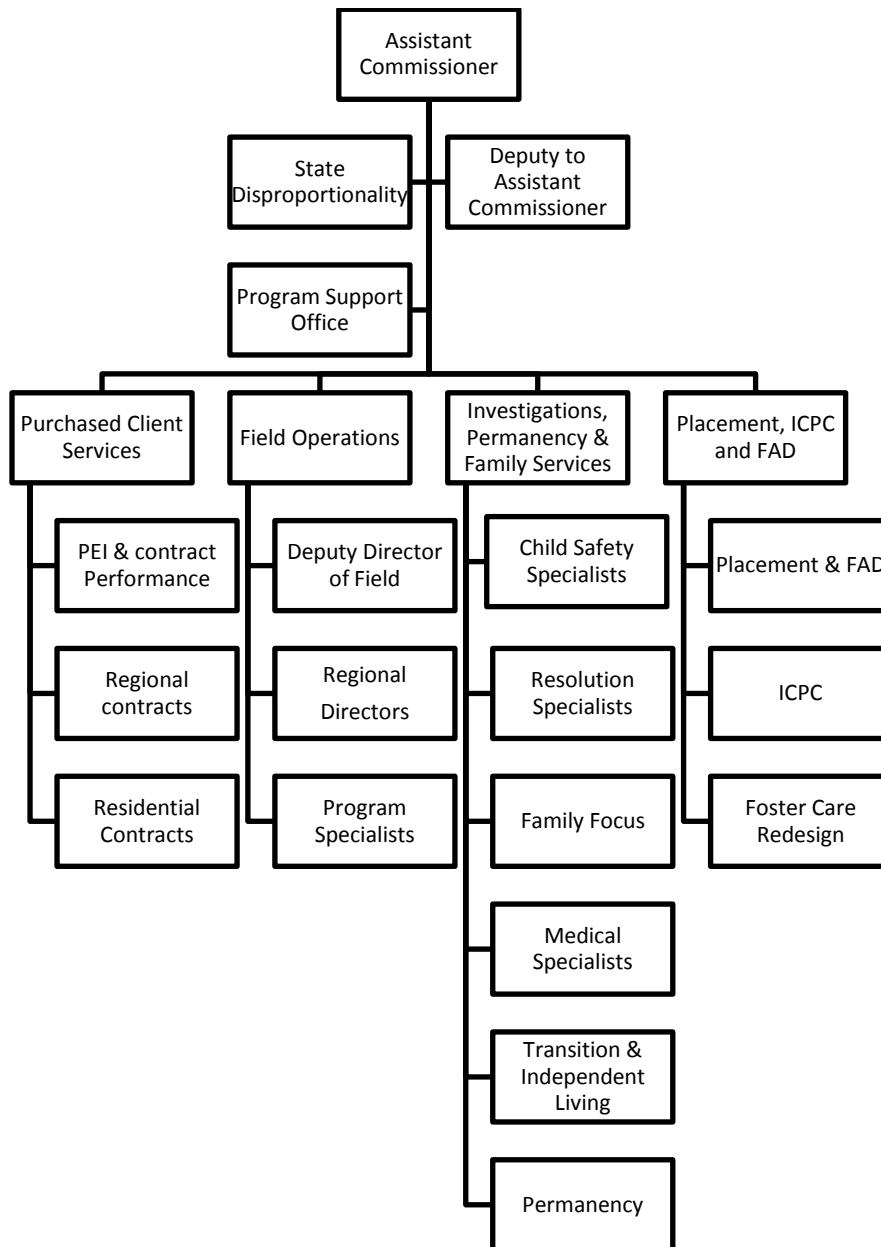 Assistant
Commissioner
State
Disproportionality
Deputy to
Assistant
Commissioner
Program Support
Office
Purchased Client
Services
Field Operations
Investigations,
Permanency &
Family Services
Placement, ICPC
and FAD
PEI & contract
Performance
Regional
contracts
Residential
Contracts
Deputy Director
of Field
Regional
Directors
Program
Specialists
Child Safety
Specialists
Resolution
Specialists
Family Focus
Medical
Specialists
Transition &
Independent
Living
Permanency
Placement & FAD
ICPC
Foster Care
Redesign